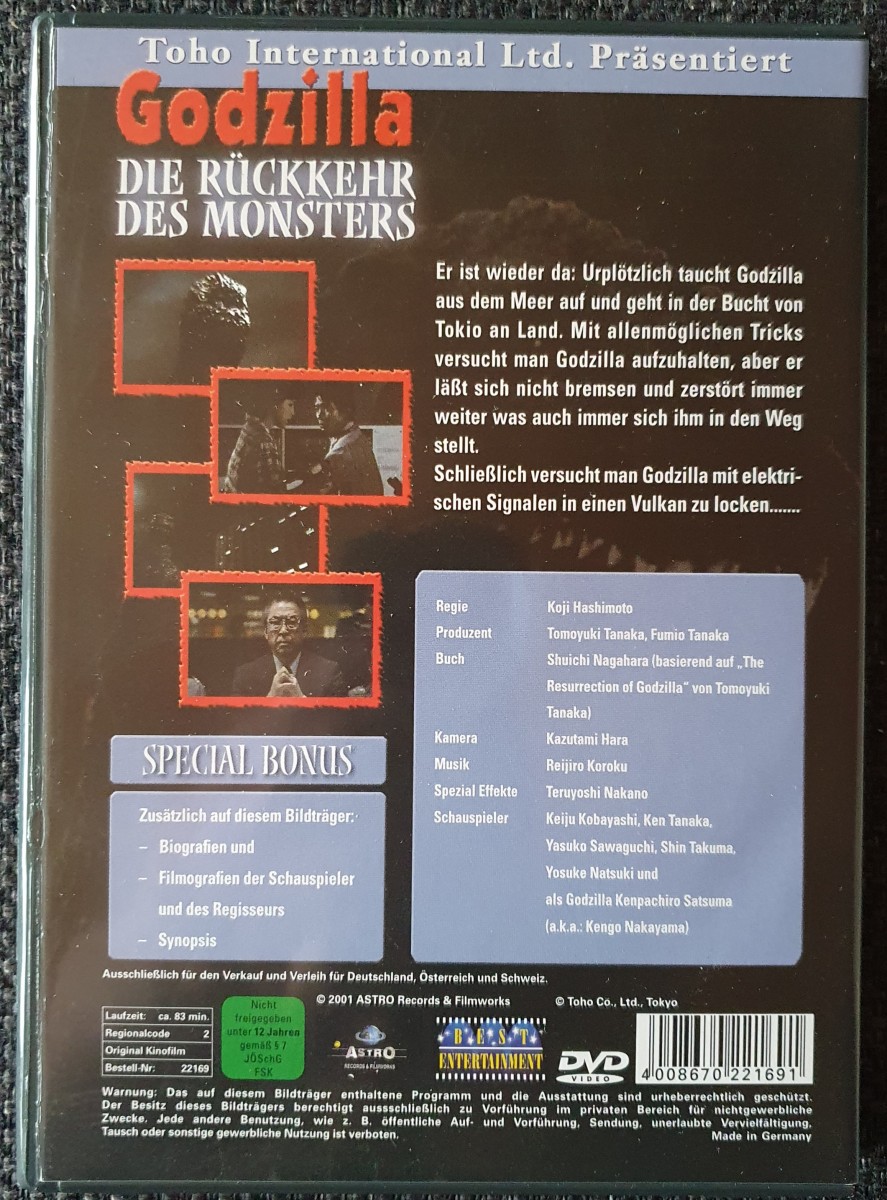 Toho International Ltd. Präsentiert
Godzilla
DIE RÜCKKEHR
DES MONSTERS
Er ist wieder da: Urplötzlich taucht Godzilla
aus dem Meer auf und geht in der Bucht von
Tokio an Land. Mit allenmöglichen Tricks
versucht man Godzilla aufzuhalten, aber er
läßt sich nicht bremsen und zerstört immer
weiter was auch immer sich ihm in den Weg
stellt.
Schließlich versucht man Godzilla mit elektri-
schen Signalen in einen Vulkan zu locken.......
Regie Koji Hashimoto
Produzent Tomoyuki Tanaka, Fumio Tanaka
Buch Shuichi Nagahara (basierend auf „The
Resurrection of Godzilla“ von Tomoyuki
Tanaka)
Kamera Kazutami Hara
Musik Reijiro Koroku
Spezial Effekte Teruyoshi Nakano
Schauspieler Keiju Kobayashi, Ken Tanaka,
Yasuko Sawaguchi, Shin Takuma,
Yosuke Natsuki und
als Godzilla Kenpachiro Satsuma
(a.k.a.: Kengo Nakayama)
SPECIAL BONUS
Zusätzlich auf diesem Bildträger:
– Biografien und
– Filmografien der Schauspieler
und des Regisseurs
– Synopsis
Ausschließlich für den Verkauf und Verleih für Deutschland, Österreich und Schweiz.
© 2001 ASTRO Records & Filmworks © Toho Co., Ltd., Tokyo
Laufzeit: ca. 83 min.
Regionalcode 2
Original Kinofilm
Bestell-Nr: 22169
Nicht
freigegeben
unter 12 Jahren
gemäß § 7
JÖSchG
FSK
ASTRO
RECORDS & FILMWORKS
BEST
ENTERTAINMENT
DVD
VIDEO
4 008670 221691
Warnung: Das auf diesem Bildträger enthaltene Programm und die Ausstattung sind urheberrechtlich geschützt.
Der Besitz dieses Bildträgers berechtigt aussschließlich zu Vorführung im privaten Bereich für nichtgewerbliche
Zwecke. Jede andere Benutzung, wie z. B. öffentliche Auf- und Vorführung, Sendung, unerlaubte Vervielfältigung,
Tausch oder sonstige gewerbliche Nutzung ist verboten. Made in Germany